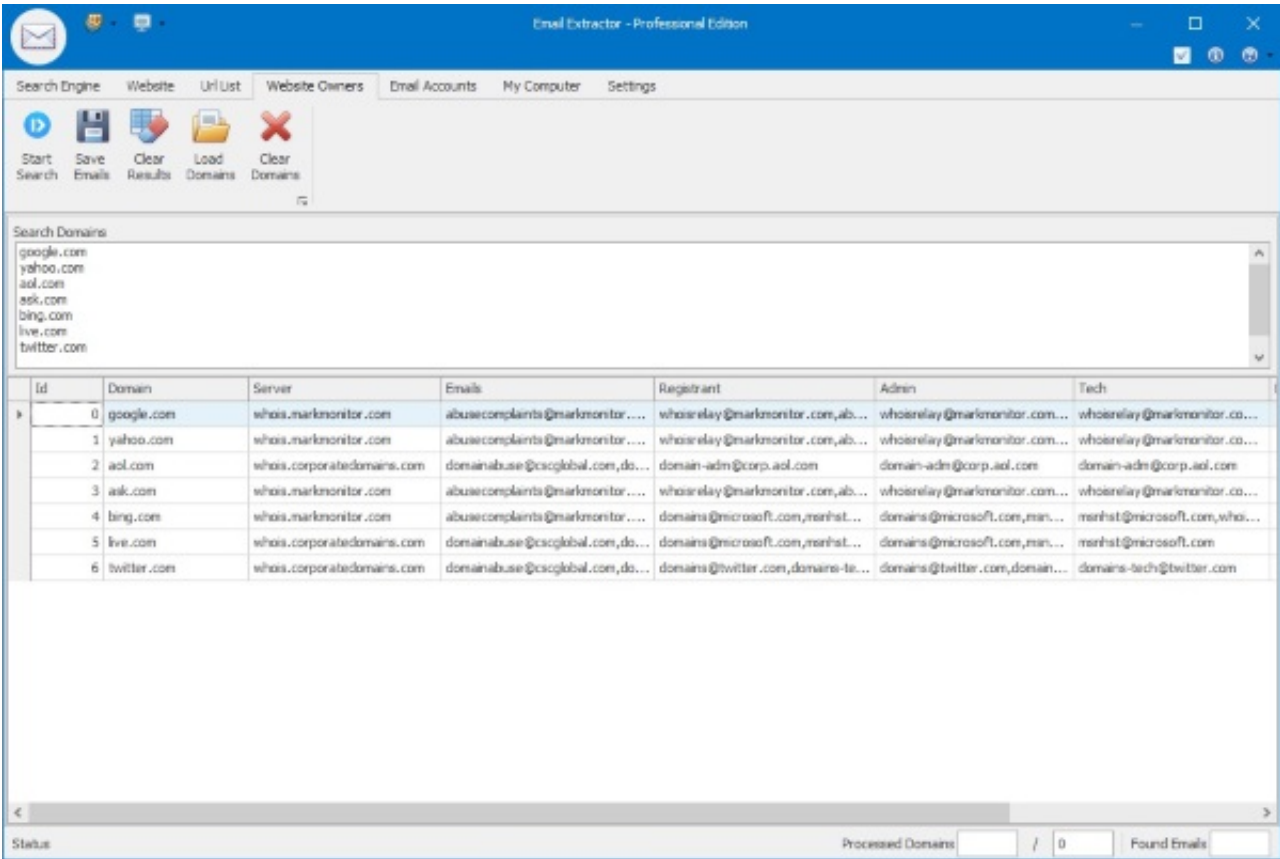 Email Extractor - Professional Edition
Search Engine Website Url List Website Owners Email Accounts My Computer Settings
Start Search Save Emails Clear Results Load Domains Clear Domains
Search Domains
google.com
yahoo.com
aol.com
ask.com
bing.com
live.com
twitter.com
Id Domain Server Emails Registrant Admin Tech
0 google.com whois.markmonitor.com abusecomplaints@markmonitor.... whoisrelay@markmonitor.com,ab... whoisrelay@markmonitor.com... whoisrelay@markmonitor.co...
1 yahoo.com whois.markmonitor.com abusecomplaints@markmonitor.... whoisrelay@markmonitor.com,ab... whoisrelay@markmonitor.com... whoisrelay@markmonitor.co...
2 aol.com whois.corporatedomains.com domainabuse@cscglobal.com,do... domain-adm@corp.aol.com domain-adm@corp.aol.com domain-adm@corp.aol.com
3 ask.com whois.markmonitor.com abusecomplaints@markmonitor.... whoisrelay@markmonitor.com,ab... whoisrelay@markmonitor.com... whoisrelay@markmonitor.co...
4 bing.com whois.markmonitor.com abusecomplaints@markmonitor.... domains@microsoft.com,msnhst... domains@microsoft.com,msn... msnhst@microsoft.com,whoi...
5 live.com whois.corporatedomains.com domainabuse@cscglobal.com,do... domains@microsoft.com,msnhst... domains@microsoft.com,msn... msnhst@microsoft.com
6 twitter.com whois.corporatedomains.com domainabuse@cscglobal.com,do... domains@twitter.com,domains-te... domains@twitter.com,domain... domains-tech@twitter.com
Status Processed Domains / 0 Found Emails